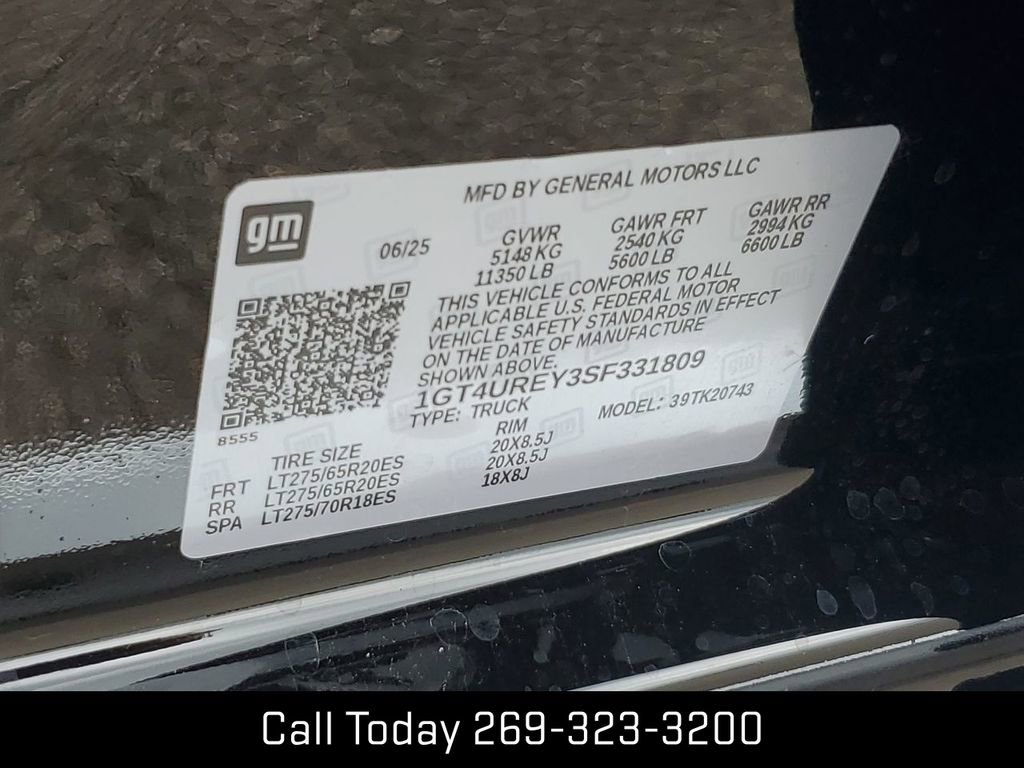 MFD BY GENERAL MOTORS LLC
gm
06/25
GVWR GAWR FRT GAWR RR
5148 KG 2540 KG 2994 KG
11350 LB 5600 LB 6600 LB
THIS VEHICLE CONFORMS TO ALL
APPLICABLE U.S. FEDERAL MOTOR
VEHICLE SAFETY STANDARDS IN EFFECT
ON THE DATE OF MANUFACTURE
SHOWN ABOVE.
1GT4UREY3SF331809
TYPE: TRUCK MODEL: 39TK20743
8555
TIRE SIZE RIM
FRT LT275/65R20ES 20X8.5J
RR LT275/65R20ES 20X8.5J
SPA LT275/70R18ES 18X8J
Call Today 269-323-3200